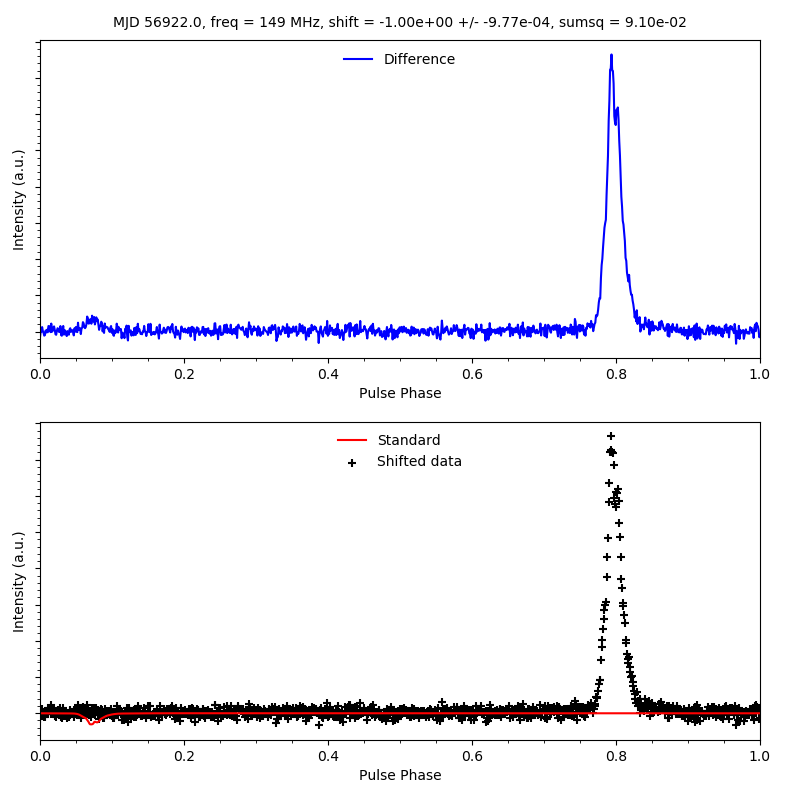 MJD 56922.0, freq = 149 MHz, shift = -1.00e+00 +/- -9.77e-04, sumsq = 9.10e-02
Difference
Intensity (a.u.)
0.0 0.2 0.4 0.6 0.8 1.0
Pulse Phase
Standard
Shifted data
Intensity (a.u.)
0.0 0.2 0.4 0.6 0.8 1.0
Pulse Phase